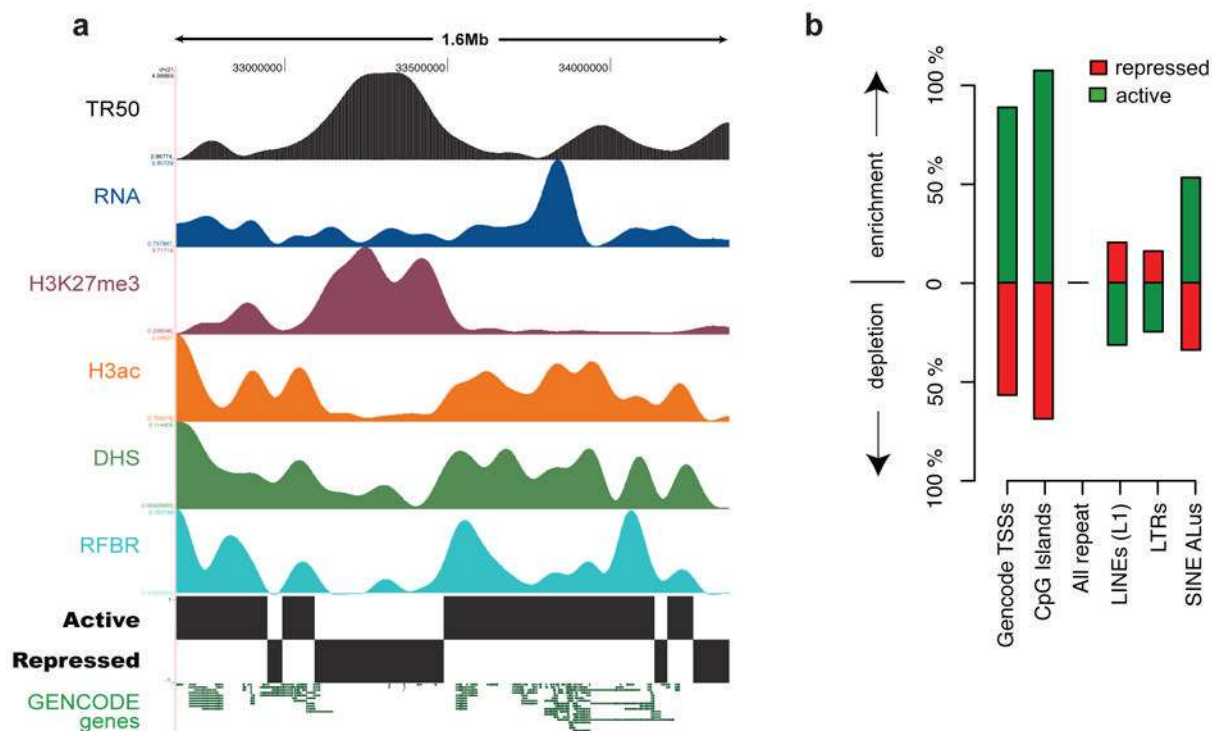 a
1.6Mb
33000000 33500000 34000000
TR50
RNA
H3K27me3
H3ac
DHS
RFBR
Active
Repressed
GENCODE
genes
b
repressed
active
100 %
50 %
0
50 %
100 %
enrichment
depletion
Gencode TSSs
CpG Islands
All repeat
LINEs (L1)
LTRs
SINE ALus